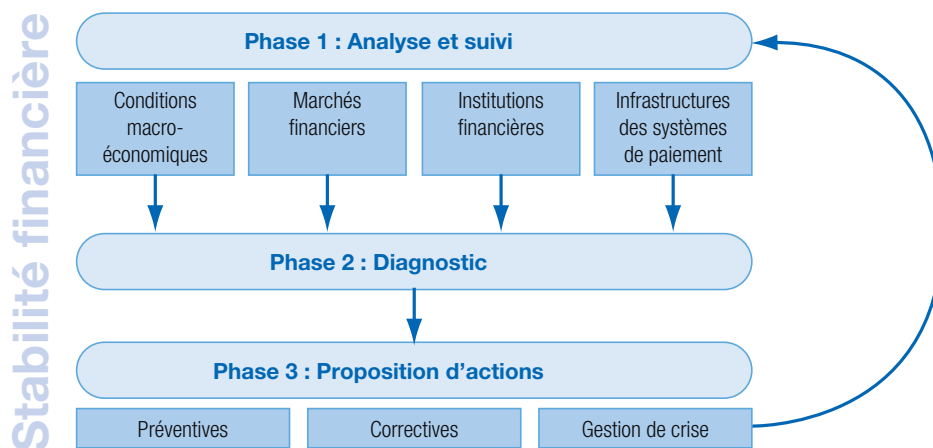 Stabilité financière
Phase 1 : Analyse et suivi
Conditions
macro-
économiques
Marchés
financiers
Institutions
financières
Infrastructures
des systèmes
de paiement
Phase 2 : Diagnostic
Phase 3 : Proposition d’actions
Préventives
Correctives
Gestion de crise